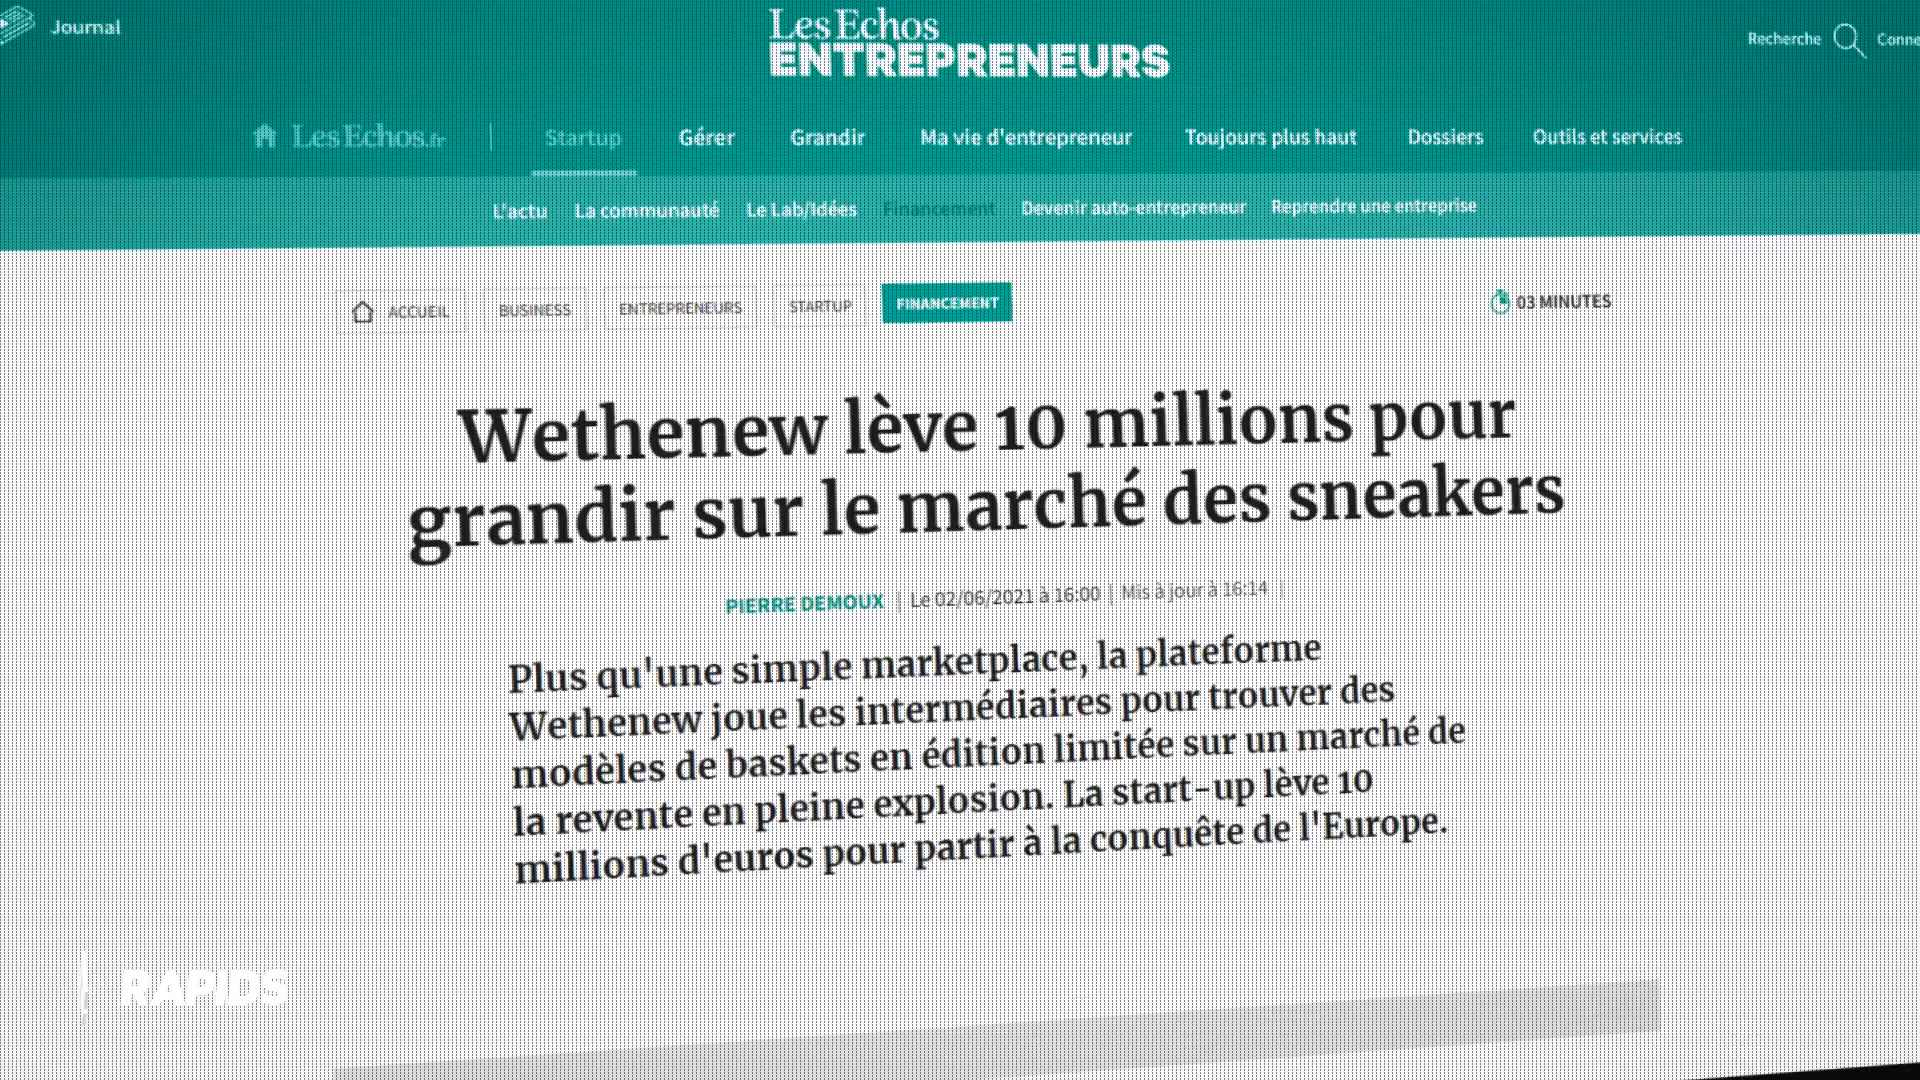 Journal
Les Echos
ENTREPRENEURS
Recherche
Conne
Les Echos.fr
Startup
Gérer
Grandir
Ma vie d'entrepreneur
Toujours plus haut
Dossiers
Outils et services
L'actu
La communauté
Le Lab/Idées
Financement
Devenir auto-entrepreneur
Reprendre une entreprise
ACCUEIL
BUSINESS
ENTREPRENEURS
STARTUP
FINANCEMENT
03 MINUTES
Wethenew lève 10 millions pour
grandir sur le marché des sneakers
PIERRE DEMOUX | Le 02/06/2021 à 16:00 | Mis à jour à 16:14 |
Plus qu'une simple marketplace, la plateforme
Wethenew joue les intermédiaires pour trouver des
modèles de baskets en édition limitée sur un marché de
la revente en pleine explosion. La start-up lève 10
millions d'euros pour partir à la conquête de l'Europe.
RAPIDS